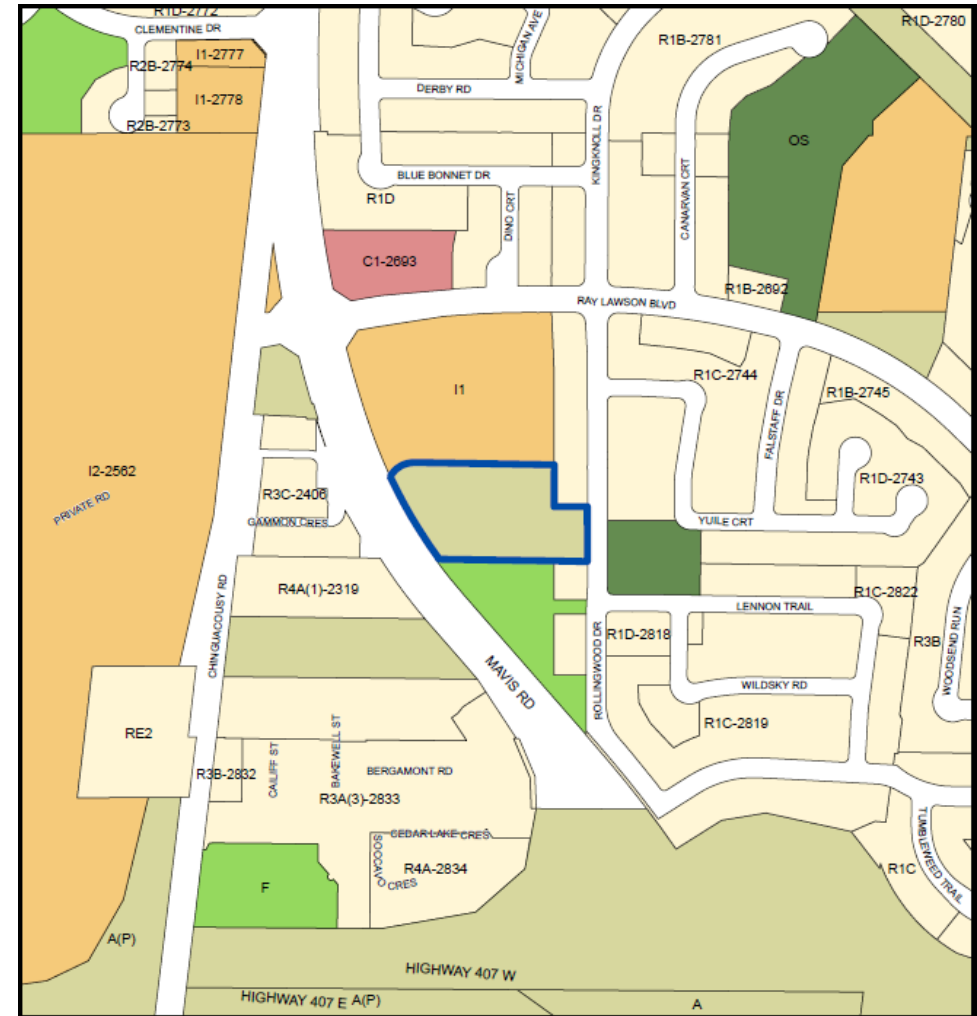 R1D-2772
CLEMENTINE DR
I1-2777
R2B-2774
I1-2778
R2B-2773
MICHIGAN AVE
R1B-2781
R1D-2780
DERBY RD
KINGKNOLL DR
OS
BLUE BONNET DR
R1D
DINO CRT
CANARVAN CRT
C1-2693
R1B-2692
RAY LAWSON BLVD
I1
R1C-2744
R1B-2745
FALSTAFF DR
I2-2562
PRIVATE RD
R3C-2406
GAMMON CRES
R1D-2743
YUILE CRT
R4A(1)-2319
CHINGUACOUSY RD
R1C-2822
LENNON TRAIL
R1D-2818
R3B
WOODSEND RUN
MAVIS RD
ROLLINGWOOD DR
WILDSKY RD
R1C-2819
RE2
R3B-2832
CAILIFF ST
BAKEWELL ST
BERGAMONT RD
R3A(3)-2833
CEDAR LAKE CRES
SOCCAVO CRES
R4A-2834
TUMBLEWEED TRAIL
R1C
F
A(P)
HIGHWAY 407 W
HIGHWAY 407 E
A(P)
A